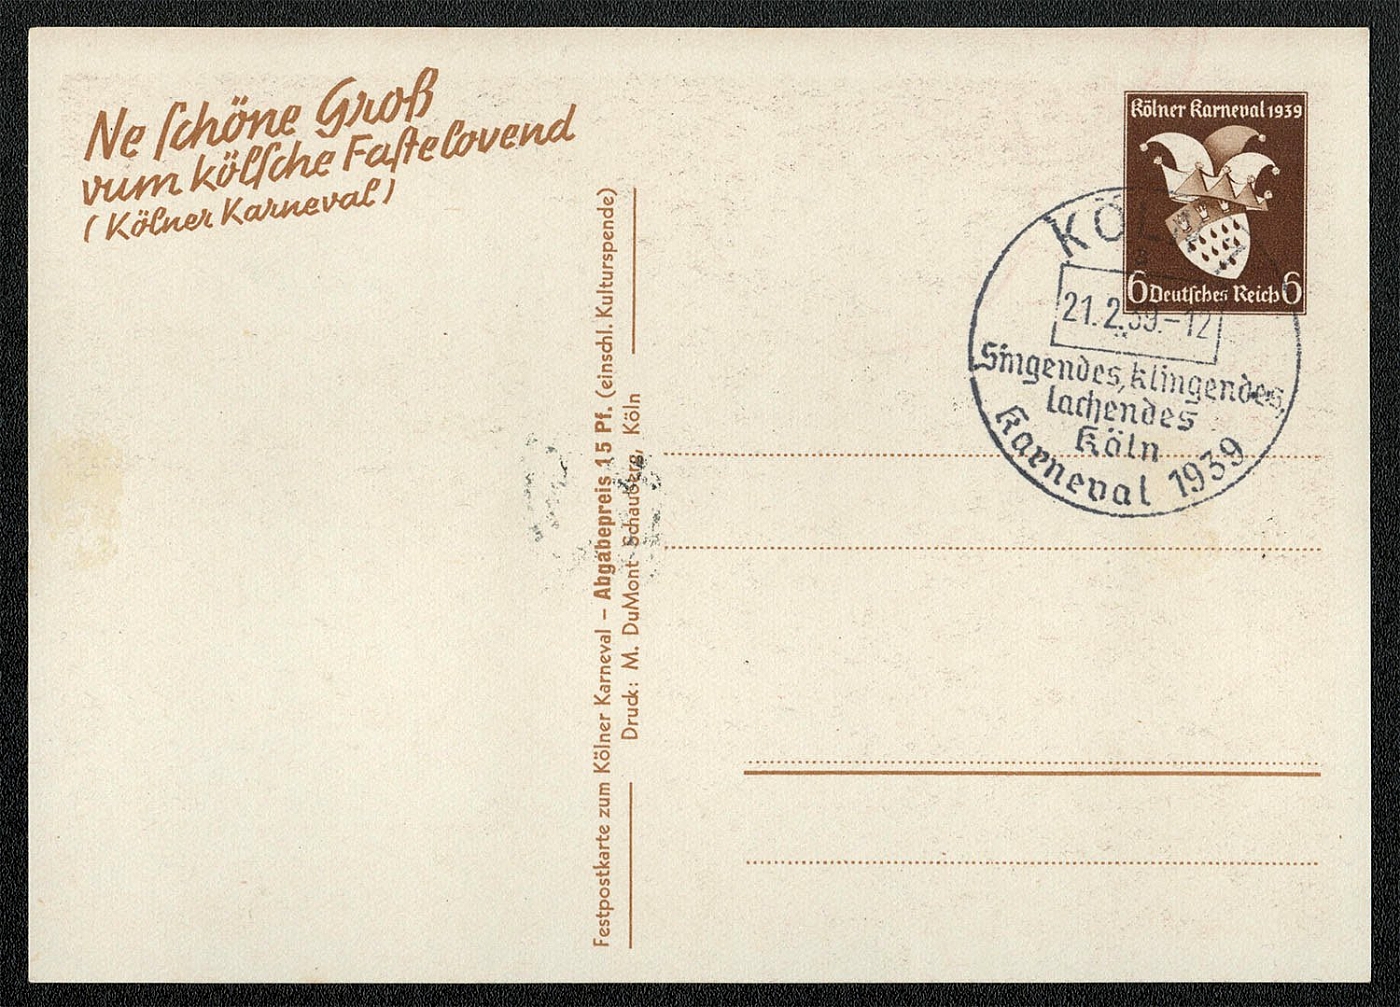 Ne schöne Groß
vum kölsche Fastelovend
(Kölner Karneval)
Festpostkarte zum Kölner Karneval – Abgabepreis 15 Pf. (einschl. Kulturspende)
Druck: M. DuMont Schauberg, Köln
Kölner Karneval 1939
6 Deutsches Reich 6
KÖLN
21.2.39.–12
Singendes, klingendes,
lachendes
Köln
Karneval 1939